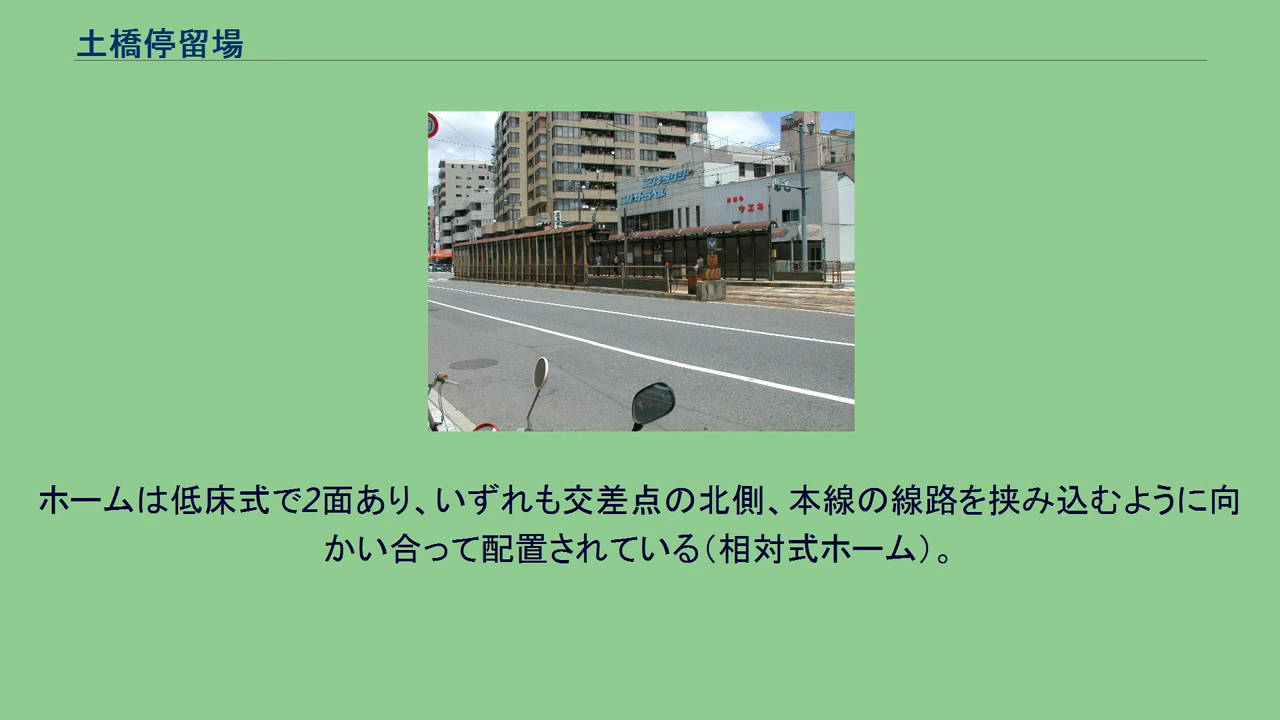 土橋停留場
ウエキ
ホームは低床式で2面あり、いずれも交差点の北側、本線の線路を挟み込むように向
かい合って配置されている（相対式ホーム）。